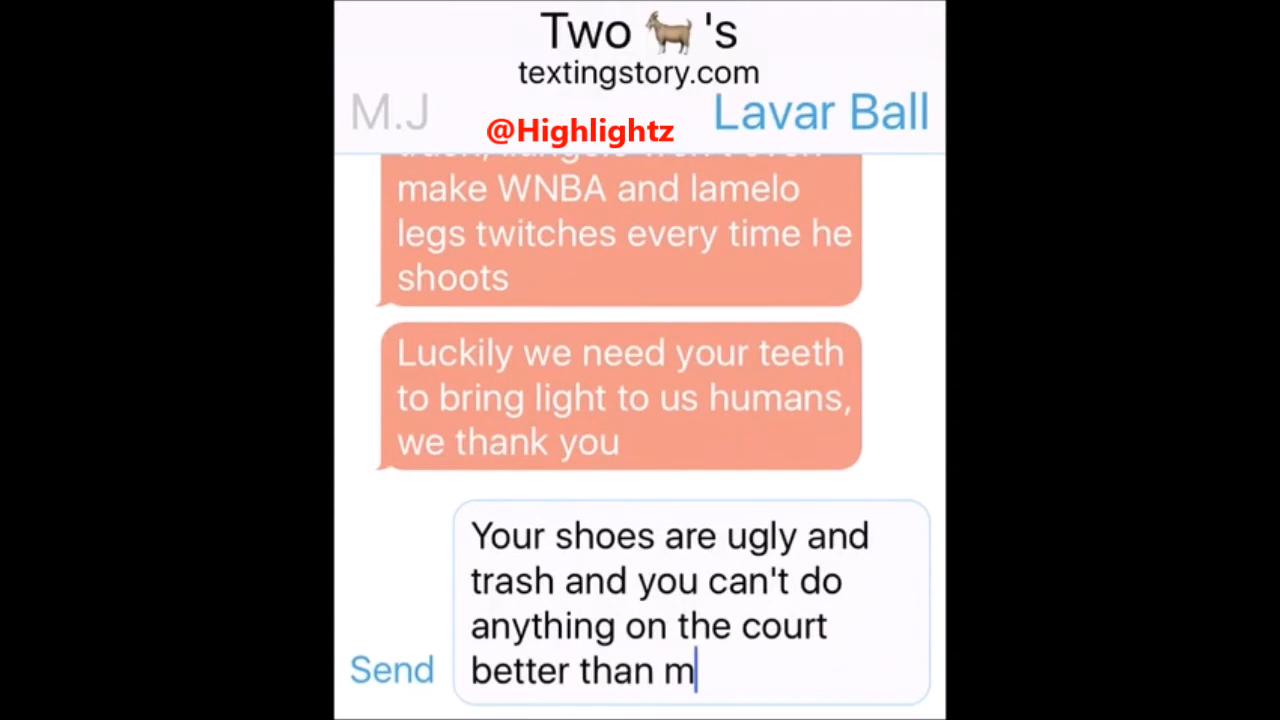 Two 🐐's
textingstory.com
M.J
Lavar Ball
@Highlightz
make WNBA and lamelo
legs twitches every time he
shoots
Luckily we need your teeth
to bring light to us humans,
we thank you
Your shoes are ugly and
trash and you can't do
anything on the court
better than m
Send